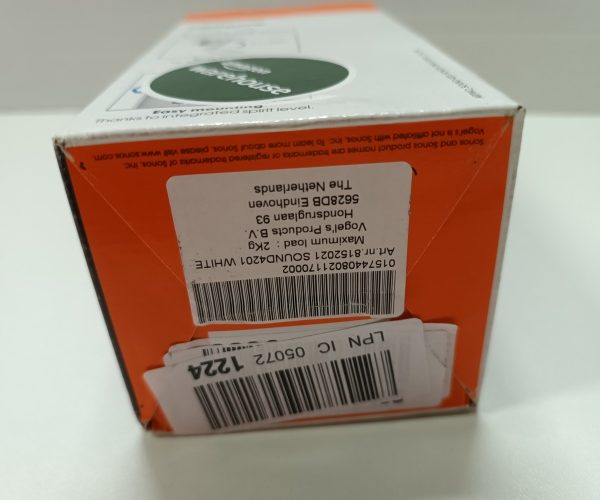 amazon
warehouse
Easy mounting
Thanks to integrated spirit level.
Sonos and Sonos product names are trademarks or registered trademarks of Sonos, Inc.
Vogel's is not affiliated with Sonos, Inc. To learn more about Sonos, please visit www.sonos.com.
01574408021170002
Art.nr.8152021 SOUND4201 WHITE
Maximum load : 2Kg
Vogel's Products B.V.
Hondsruglaan 93
5628DB Eindhoven
The Netherlands
LPN IC 05072 1224